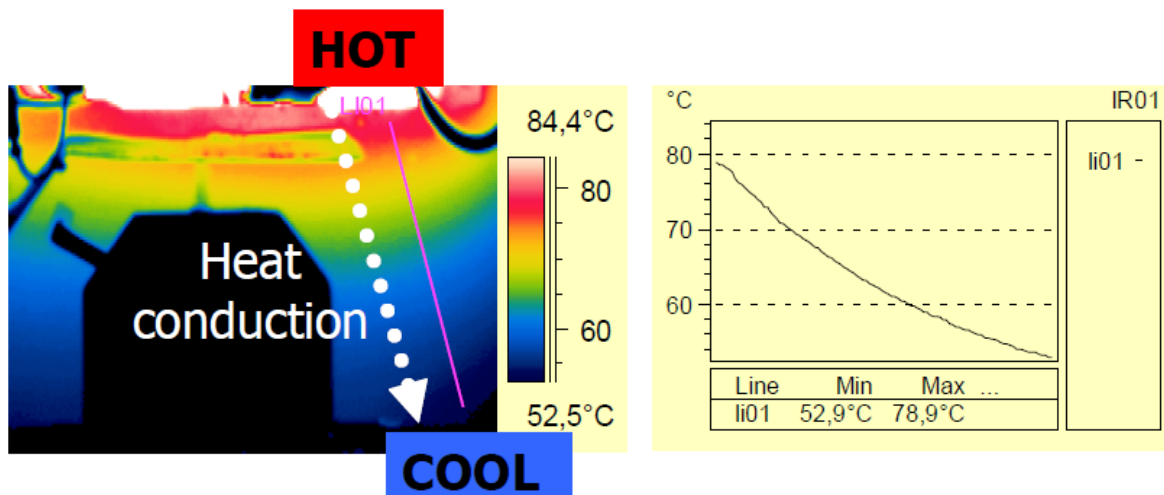 HOT
LI01
84,4°C
80
60
52,5°C
Heat
conduction
COOL
°C
IR01
80
70
60
li01 -
Line Min Max ...
li01 52,9°C 78,9°C